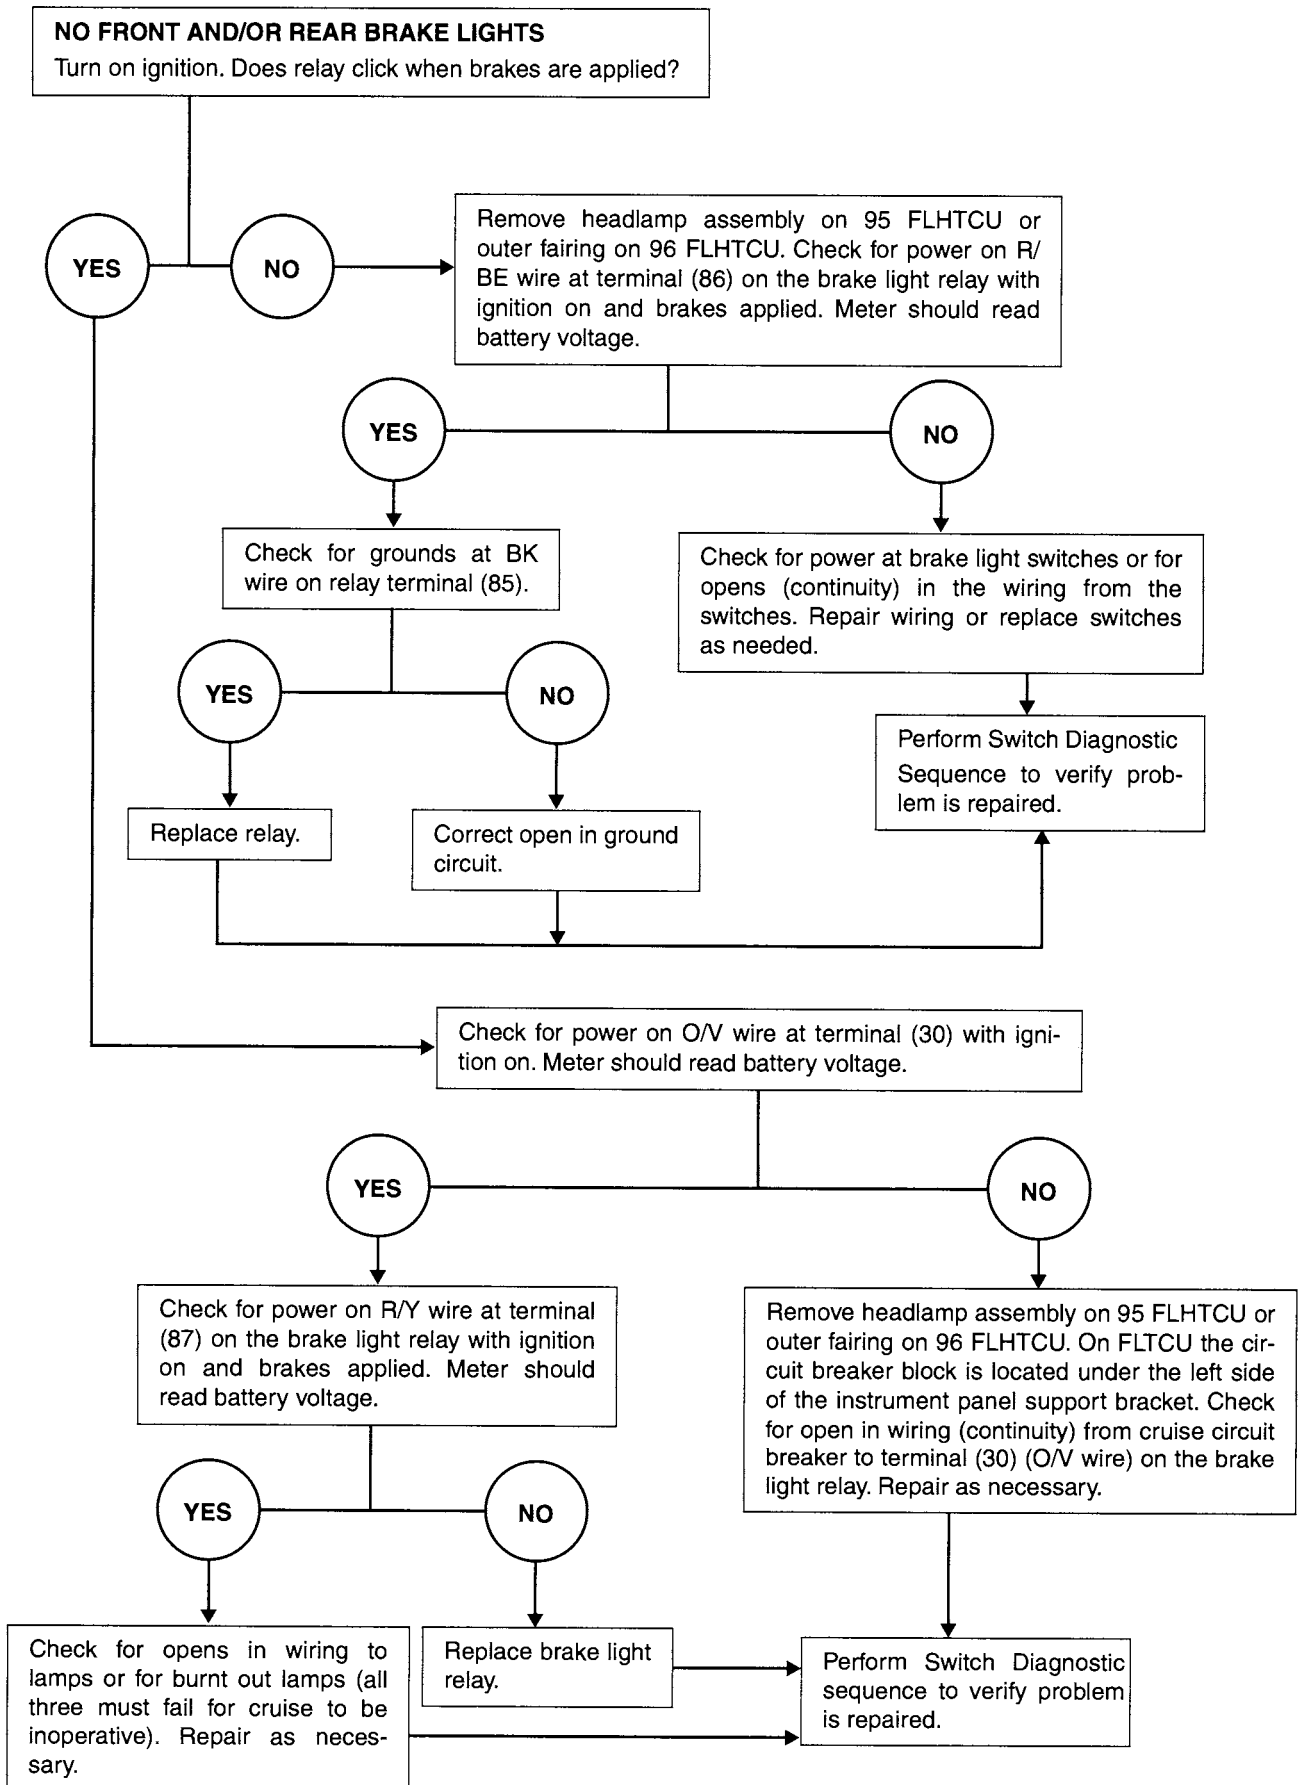 NO FRONT AND/OR REAR BRAKE LIGHTS
Turn on ignition. Does relay click when brakes are applied?
YES
NO
Remove headlamp assembly on 95 FLHTCU or
outer fairing on 96 FLHTCU. Check for power on R/
BE wire at terminal (86) on the brake light relay with
ignition on and brakes applied. Meter should read
battery voltage.
YES
NO
Check for grounds at BK
wire on relay terminal (85).
Check for power at brake light switches or for
opens (continuity) in the wiring from the
switches. Repair wiring or replace switches
as needed.
YES
NO
Perform Switch Diagnostic
Sequence to verify prob-
lem is repaired.
Replace relay.
Correct open in ground
circuit.
Check for power on O/V wire at terminal (30) with igni-
tion on. Meter should read battery voltage.
YES
NO
Check for power on R/Y wire at terminal
(87) on the brake light relay with ignition
on and brakes applied. Meter should
read battery voltage.
Remove headlamp assembly on 95 FLHTCU or
outer fairing on 96 FLHTCU. On FLTCU the cir-
cuit breaker block is located under the left side
of the instrument panel support bracket. Check
for open in wiring (continuity) from cruise circuit
breaker to terminal (30) (O/V wire) on the brake
light relay. Repair as necessary.
YES
NO
Check for opens in wiring to
lamps or for burnt out lamps (all
three must fail for cruise to be
inoperative). Repair as neces-
sary.
Replace brake light
relay.
Perform Switch Diagnostic
sequence to verify problem
is repaired.